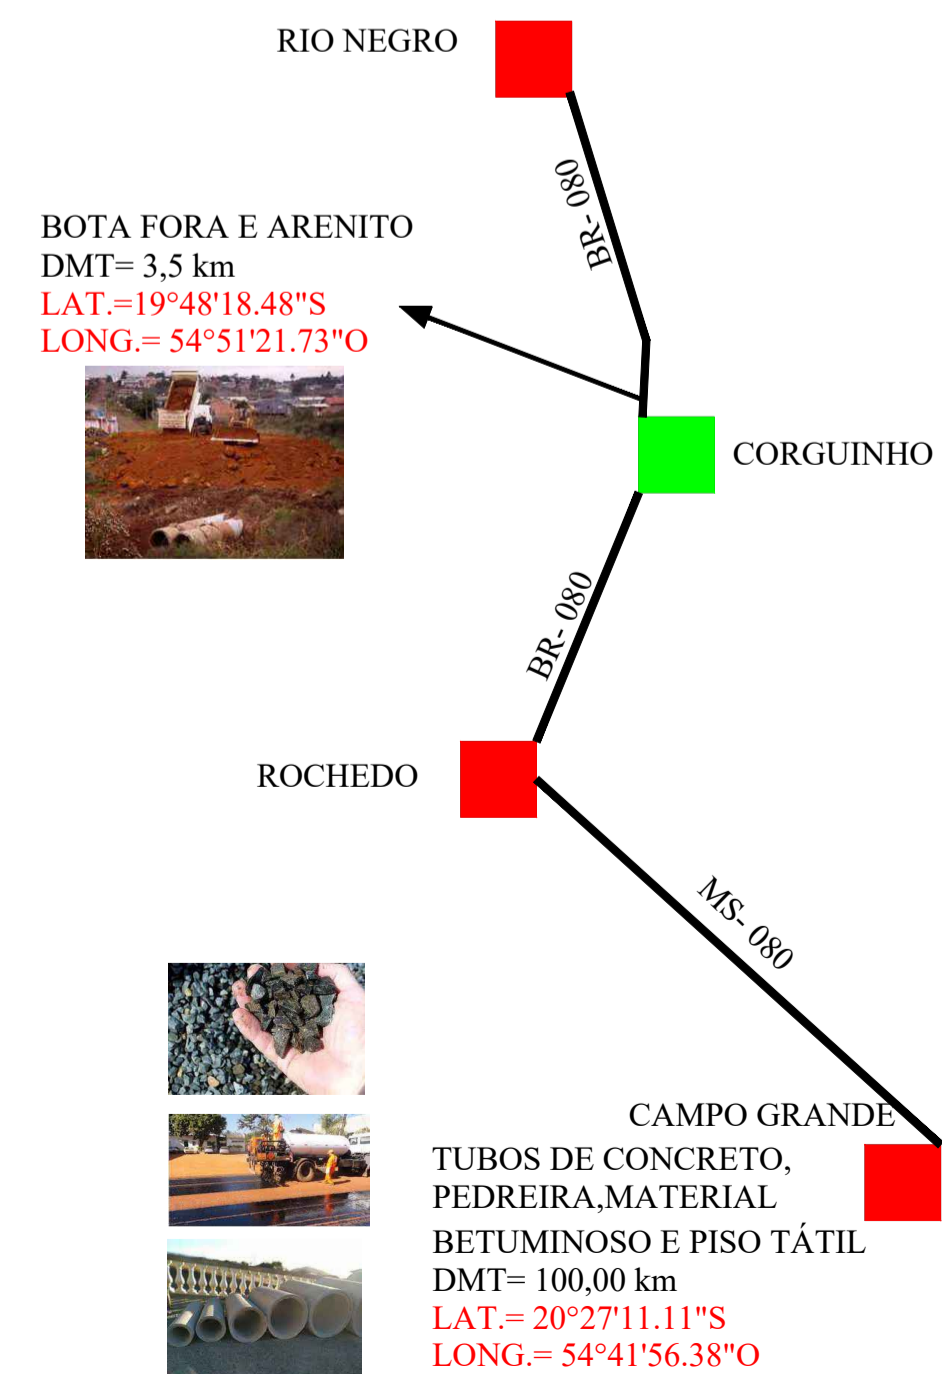 RIO NEGRO
BR- 080
BOTA FORA E ARENITO
DMT= 3,5 km
LAT.=19°48'18.48"S
LONG.= 54°51'21.73"O
CORGUINHO
BR- 080
ROCHEDO
MS- 080
CAMPO GRANDE
TUBOS DE CONCRETO,
PEDREIRA,MATERIAL
BETUMINOSO E PISO TÁTIL
DMT= 100,00 km
LAT.= 20°27'11.11"S
LONG.= 54°41'56.38"O